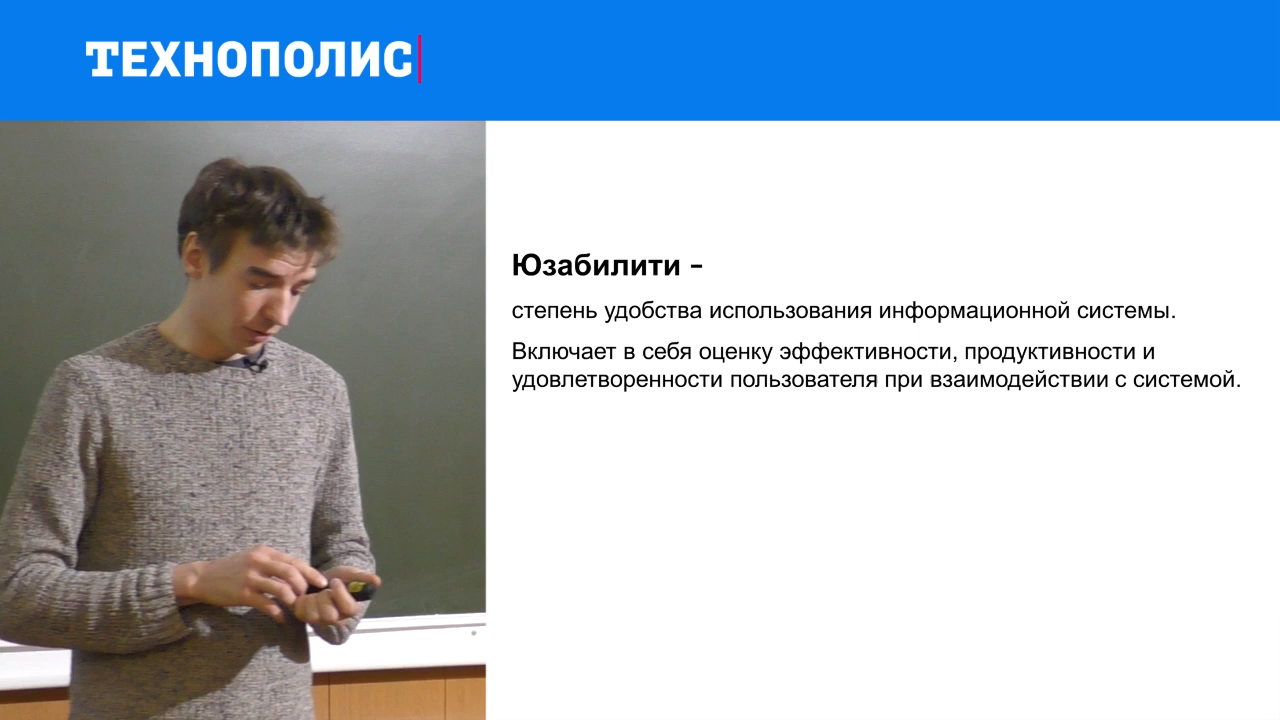 ТЕХНОПОЛИС
Юзабилити –
степень удобства использования информационной системы.
Включает в себя оценку эффективности, продуктивности и
удовлетворенности пользователя при взаимодействии с системой.